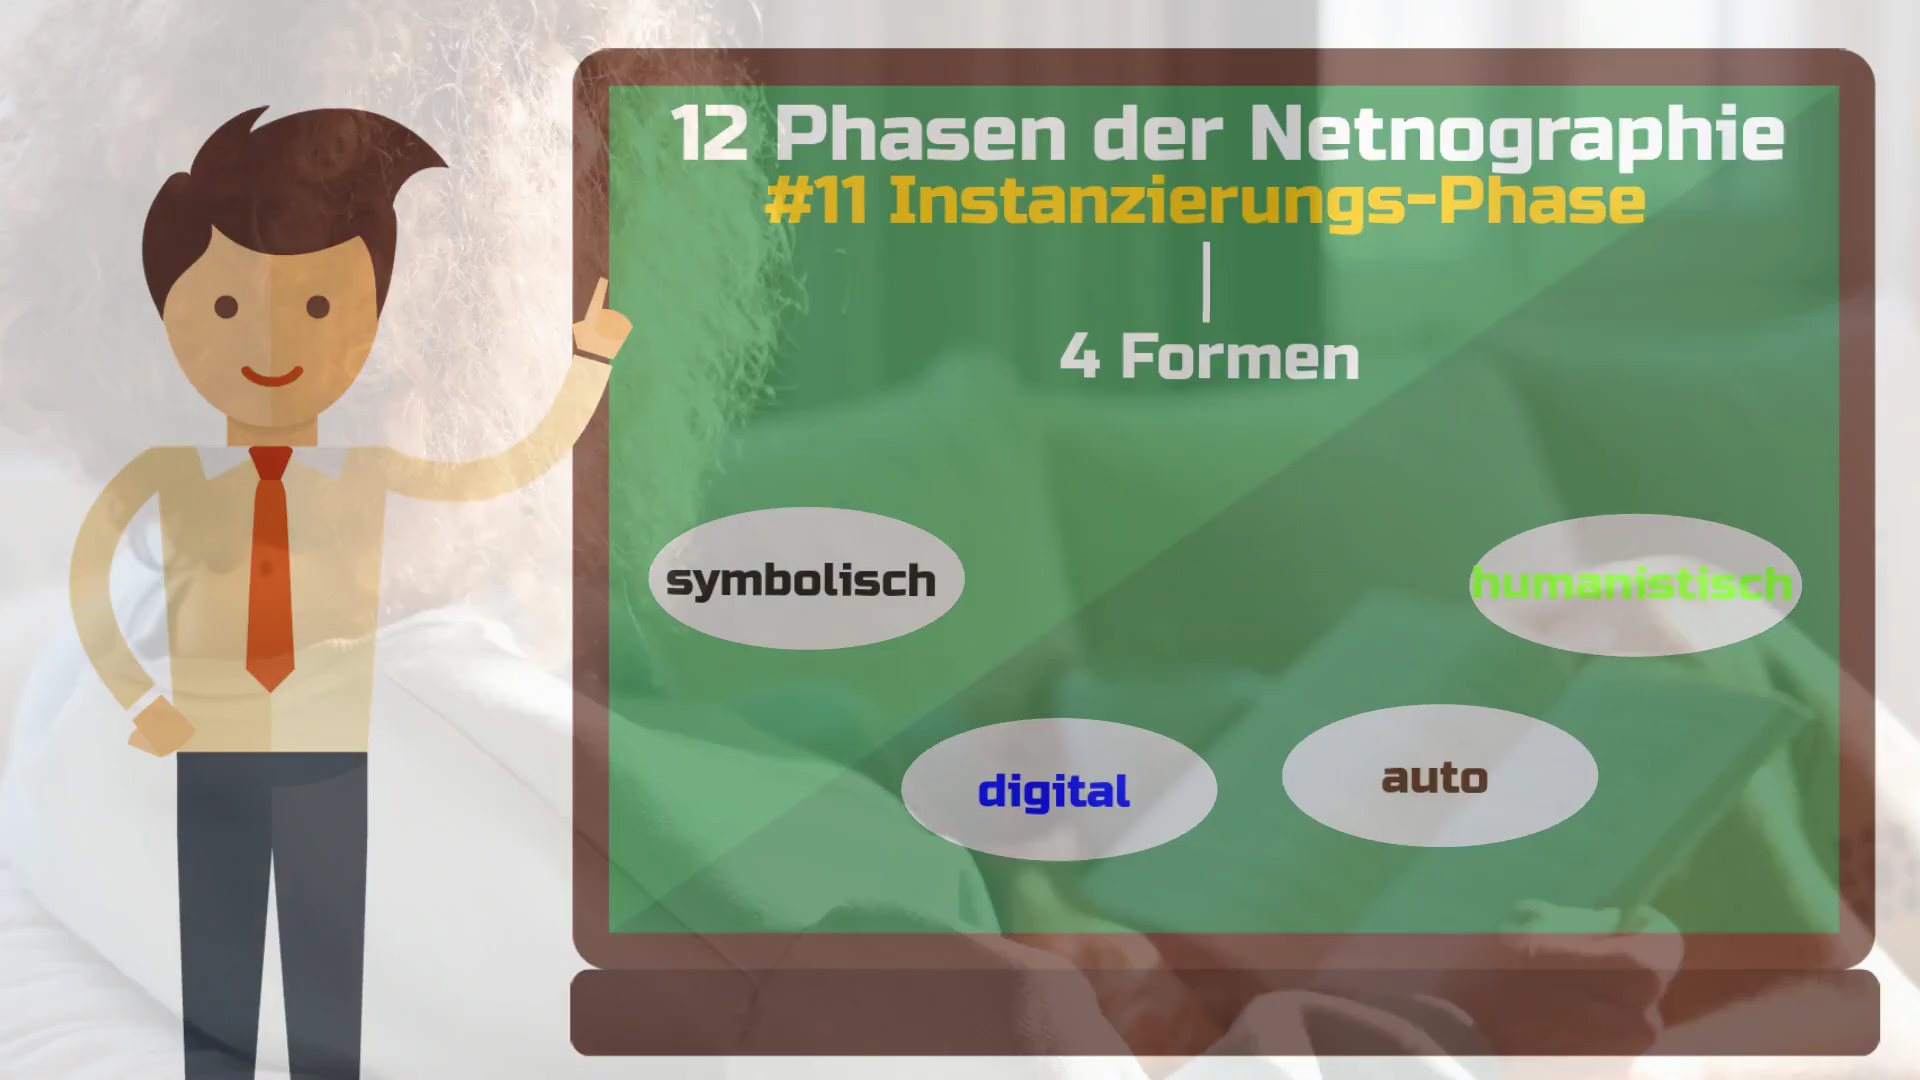 12 Phasen der Netnographie
#11 Instanzierungs-Phase
4 Formen
symbolisch
humanistisch
digital
auto